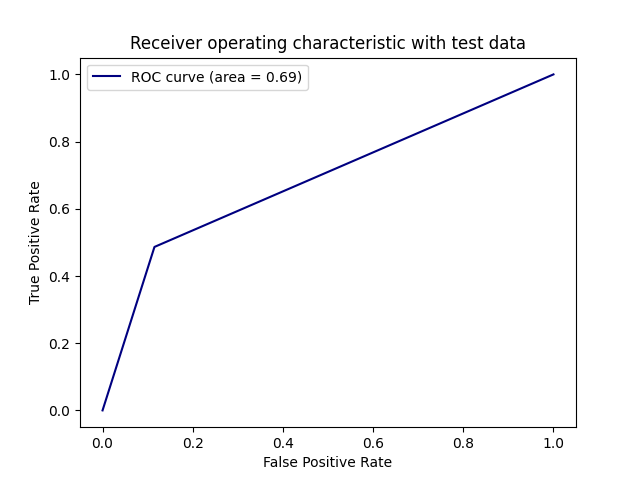 Receiver operating characteristic with test data
ROC curve (area = 0.69)
1.0
0.8
0.6
0.4
0.2
0.0
True Positive Rate
0.0 0.2 0.4 0.6 0.8 1.0
False Positive Rate